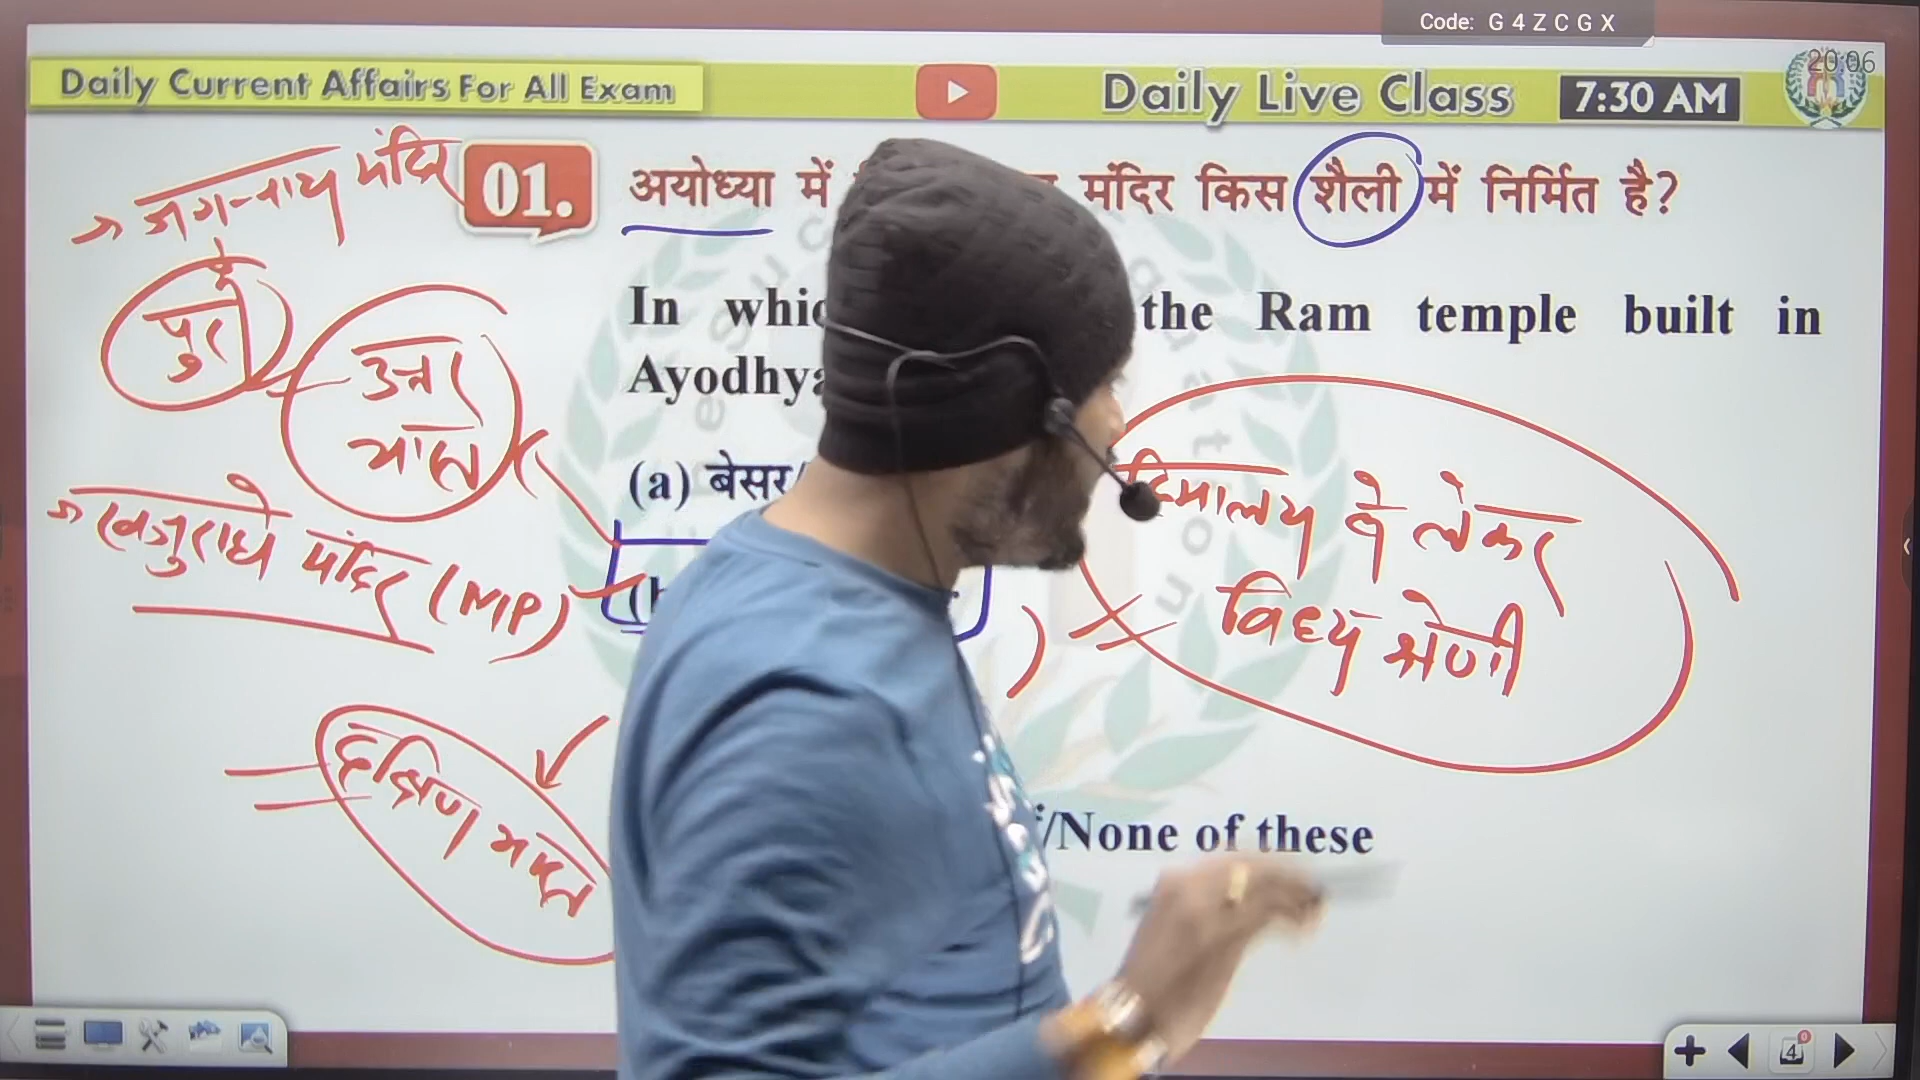 Code: G4ZCGX
20:06
Daily Current Affairs For All Exam
Daily Live Class 7:30 AM
जगन्नाथ मंदिर
पुरी
उत्तर
भारत
खजुराहो मंदिर (MP)
दक्षिण भारत
01. अयोध्या में मंदिर किस शैली में निर्मित है?
In the Ram temple built in
(a) बेसर/
हिमालय से लेकर
विंध्य श्रेणी
/None of these
4